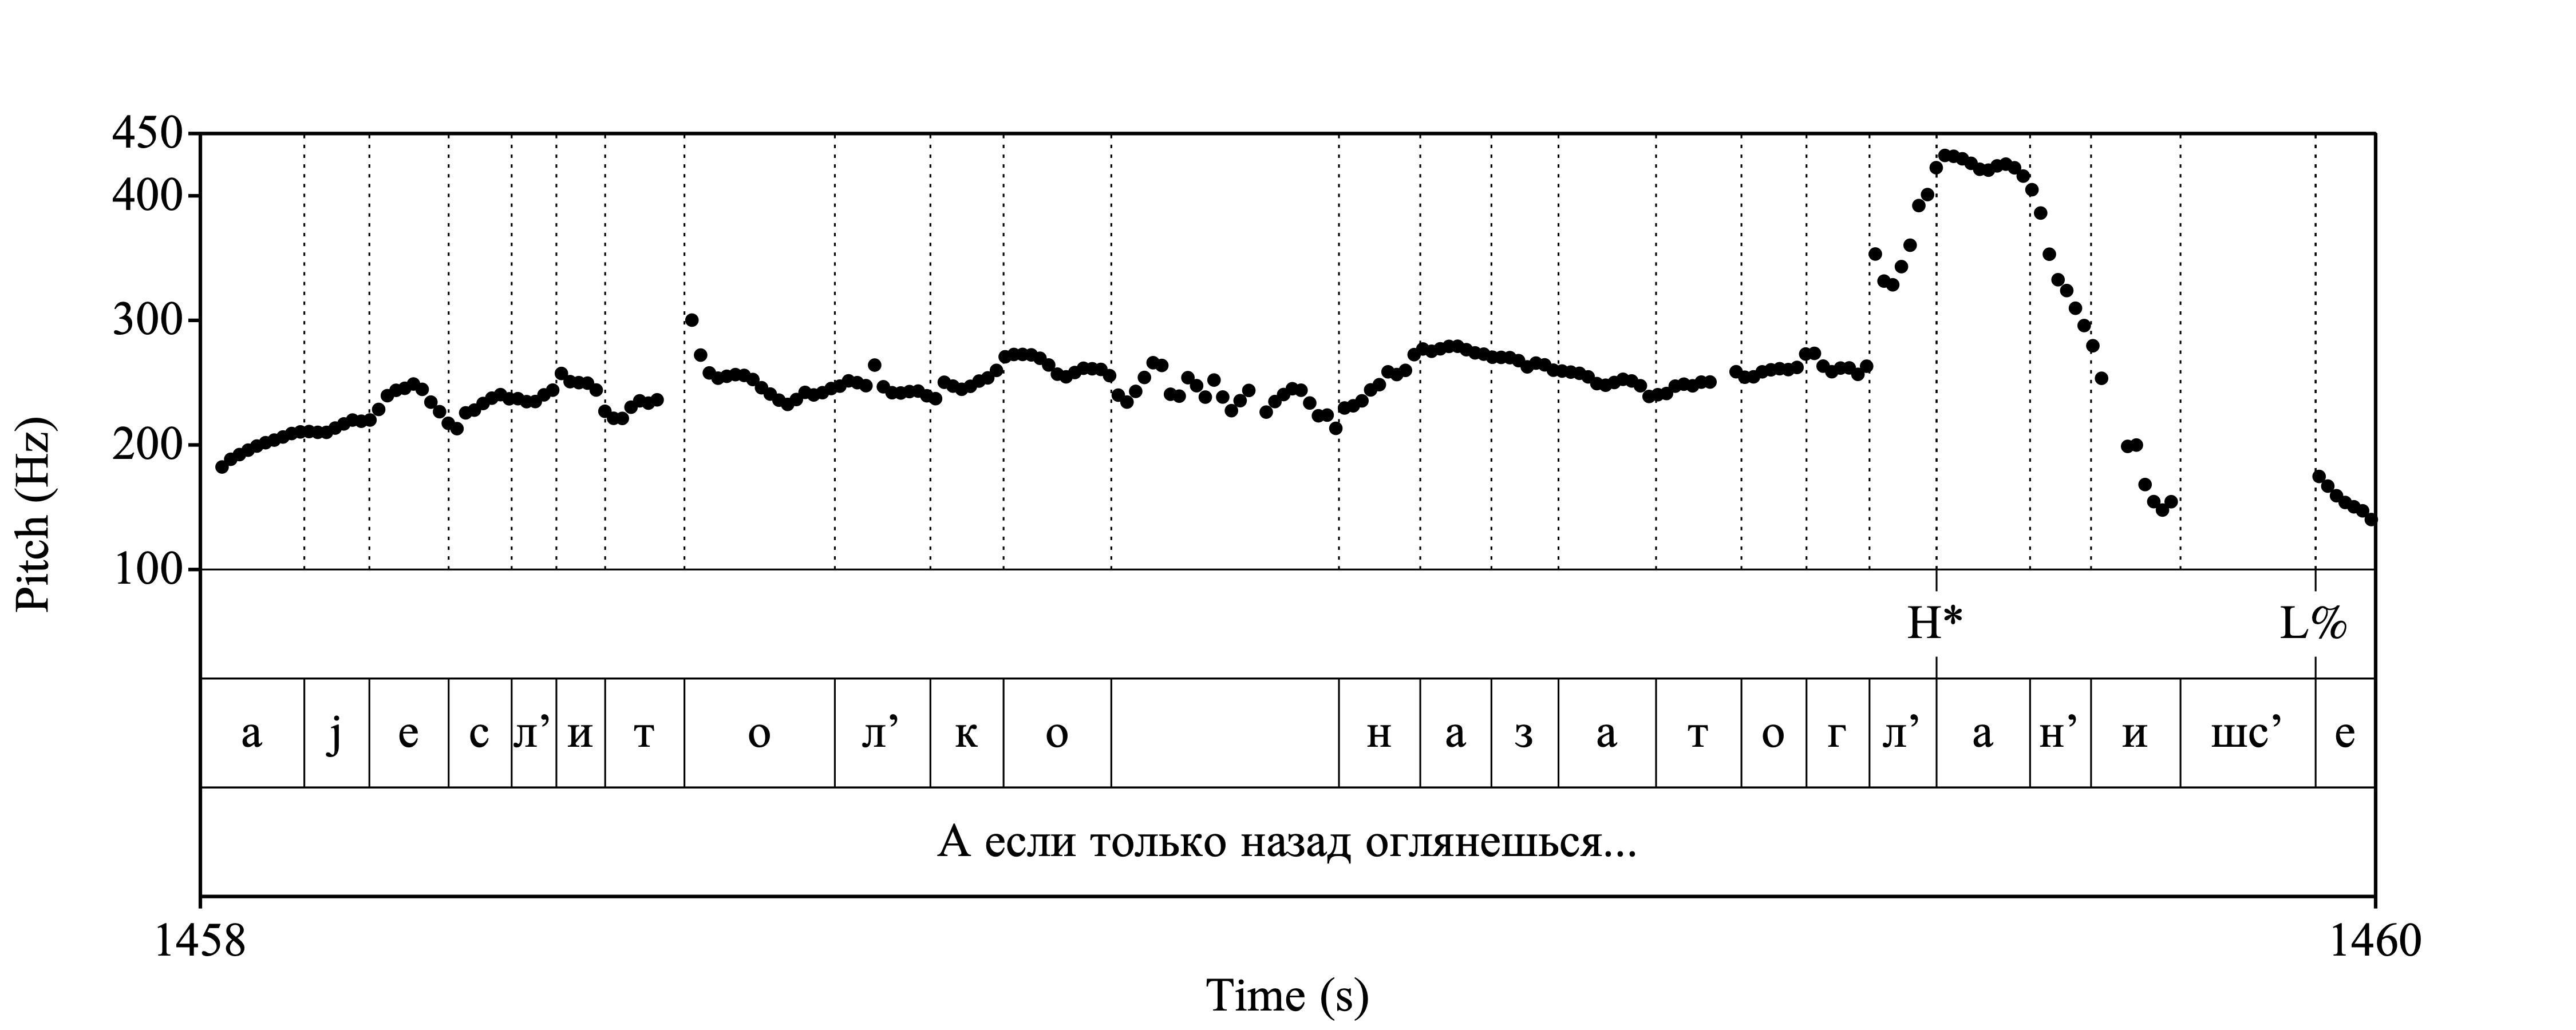 450
400
300
200
100
Pitch (Hz)
H* L%
а j е с л’ и т о л’ к о н а з а т о г л’ а н’ и шс’ е
А если только назад оглянешься...
1458 1460
Time (s)